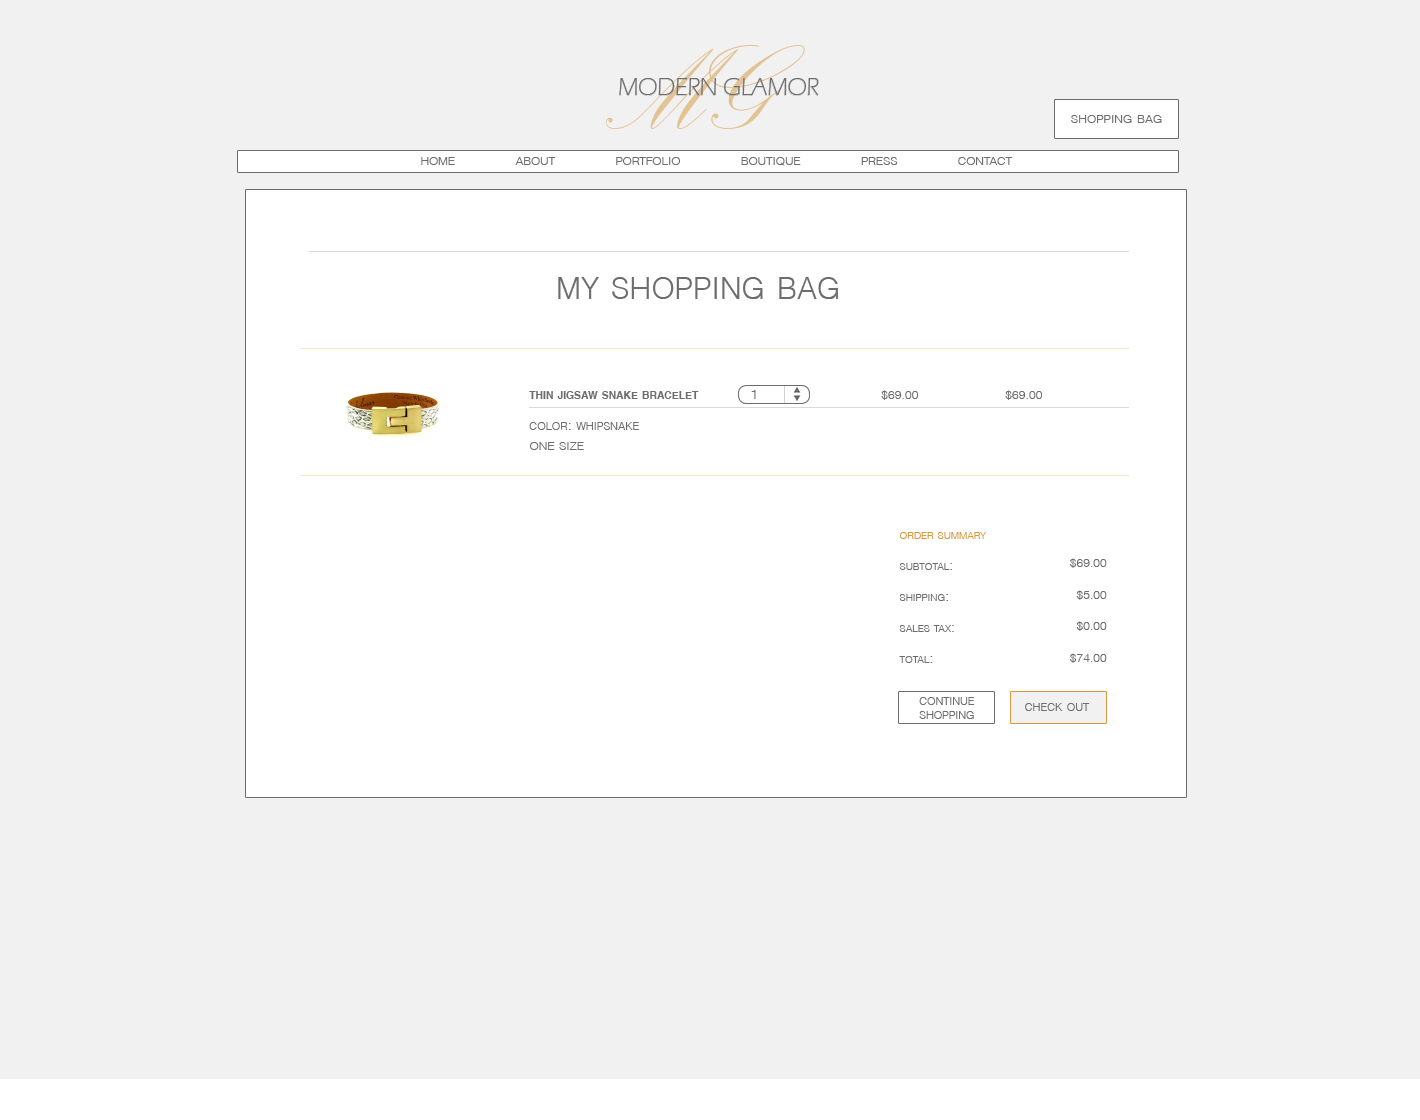 MG
MODERN GLAMOR
SHOPPING BAG
HOME ABOUT PORTFOLIO BOUTIQUE PRESS CONTACT
MY SHOPPING BAG
THIN JIGSAW SNAKE BRACELET 1 $69.00 $69.00
COLOR: WHIPSNAKE
ONE SIZE
ORDER SUMMARY
SUBTOTAL: $69.00
SHIPPING: $5.00
SALES TAX: $0.00
TOTAL: $74.00
CONTINUE
SHOPPING
CHECK OUT